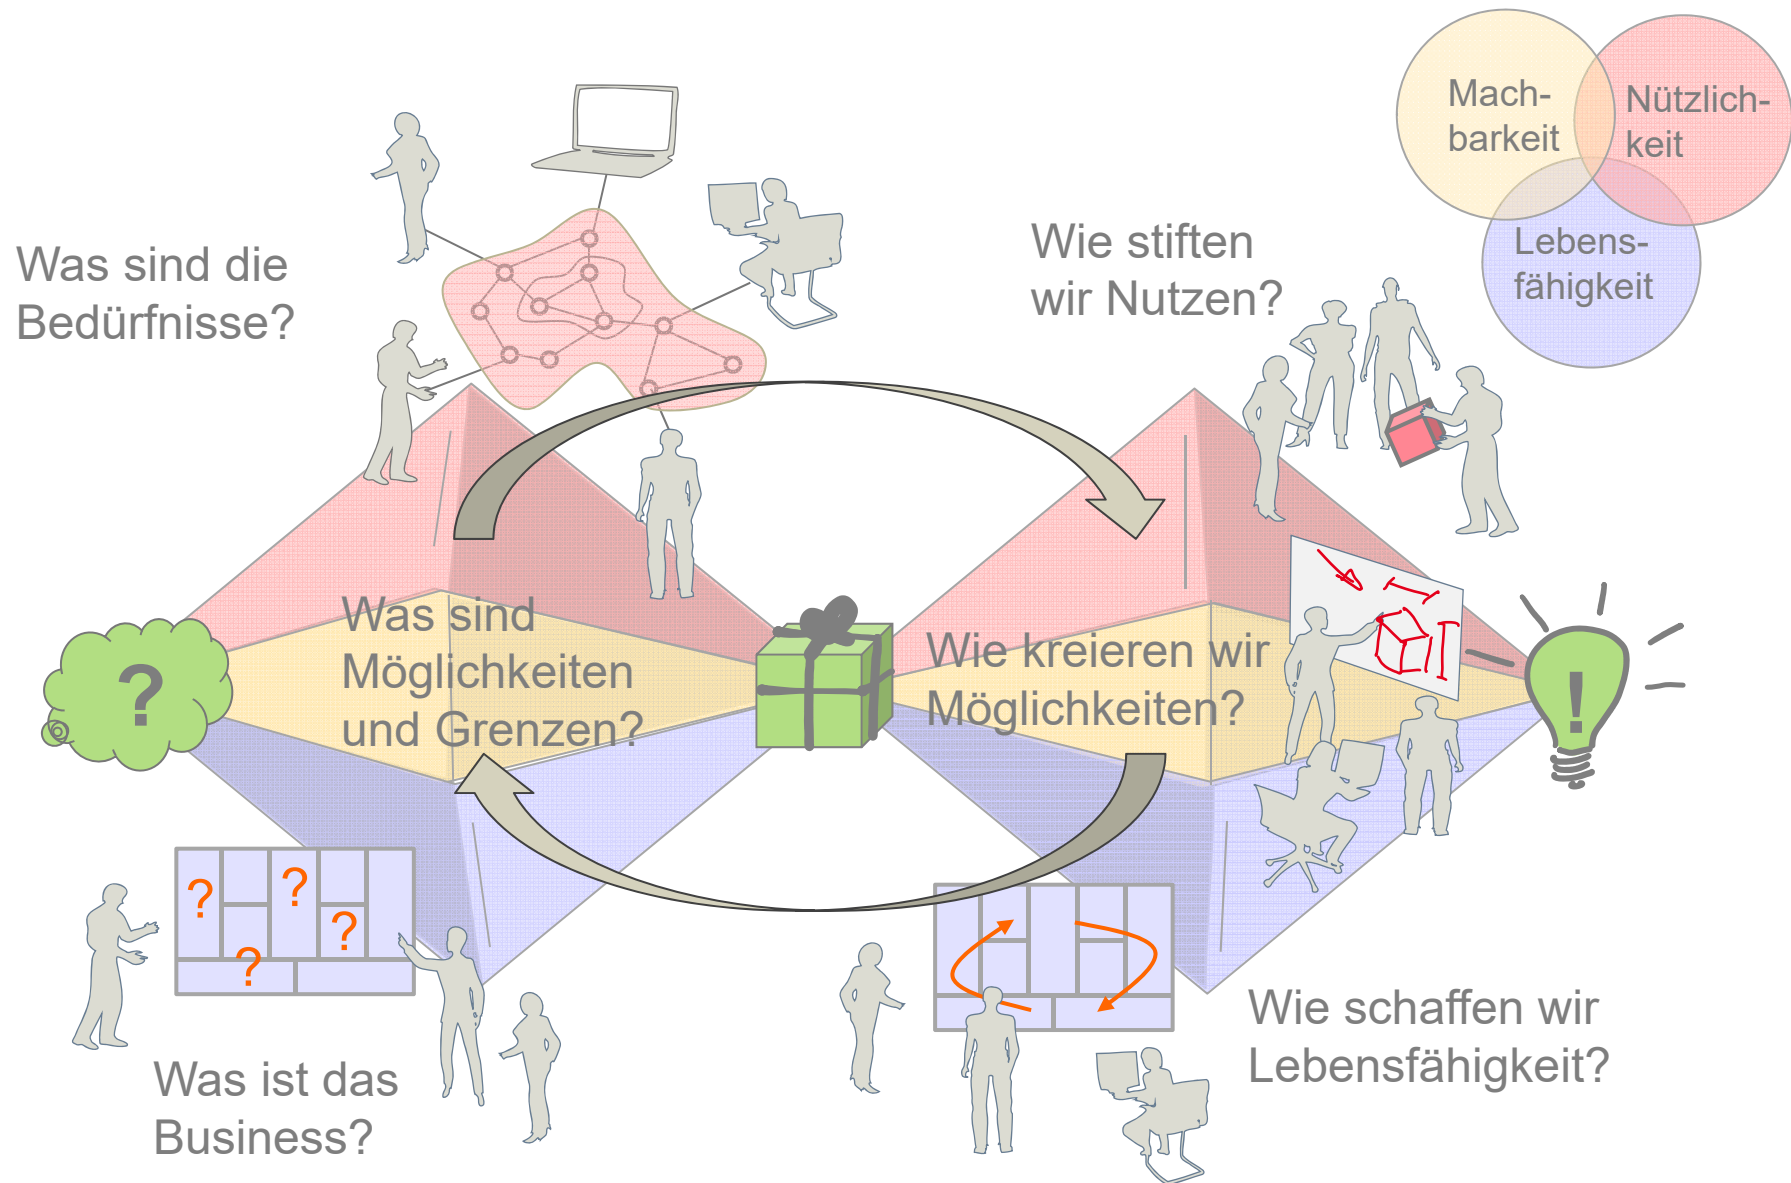 Mach-
barkeit
Nützlich-
keit
Lebens-
fähigkeit
Was sind die
Bedürfnisse?
Wie stiften
wir Nutzen?
Was sind
Möglichkeiten
und Grenzen?
Wie kreieren wir
Möglichkeiten?
?
!
?
?
?
?
Was ist das
Business?
Wie schaffen wir
Lebensfähigkeit?